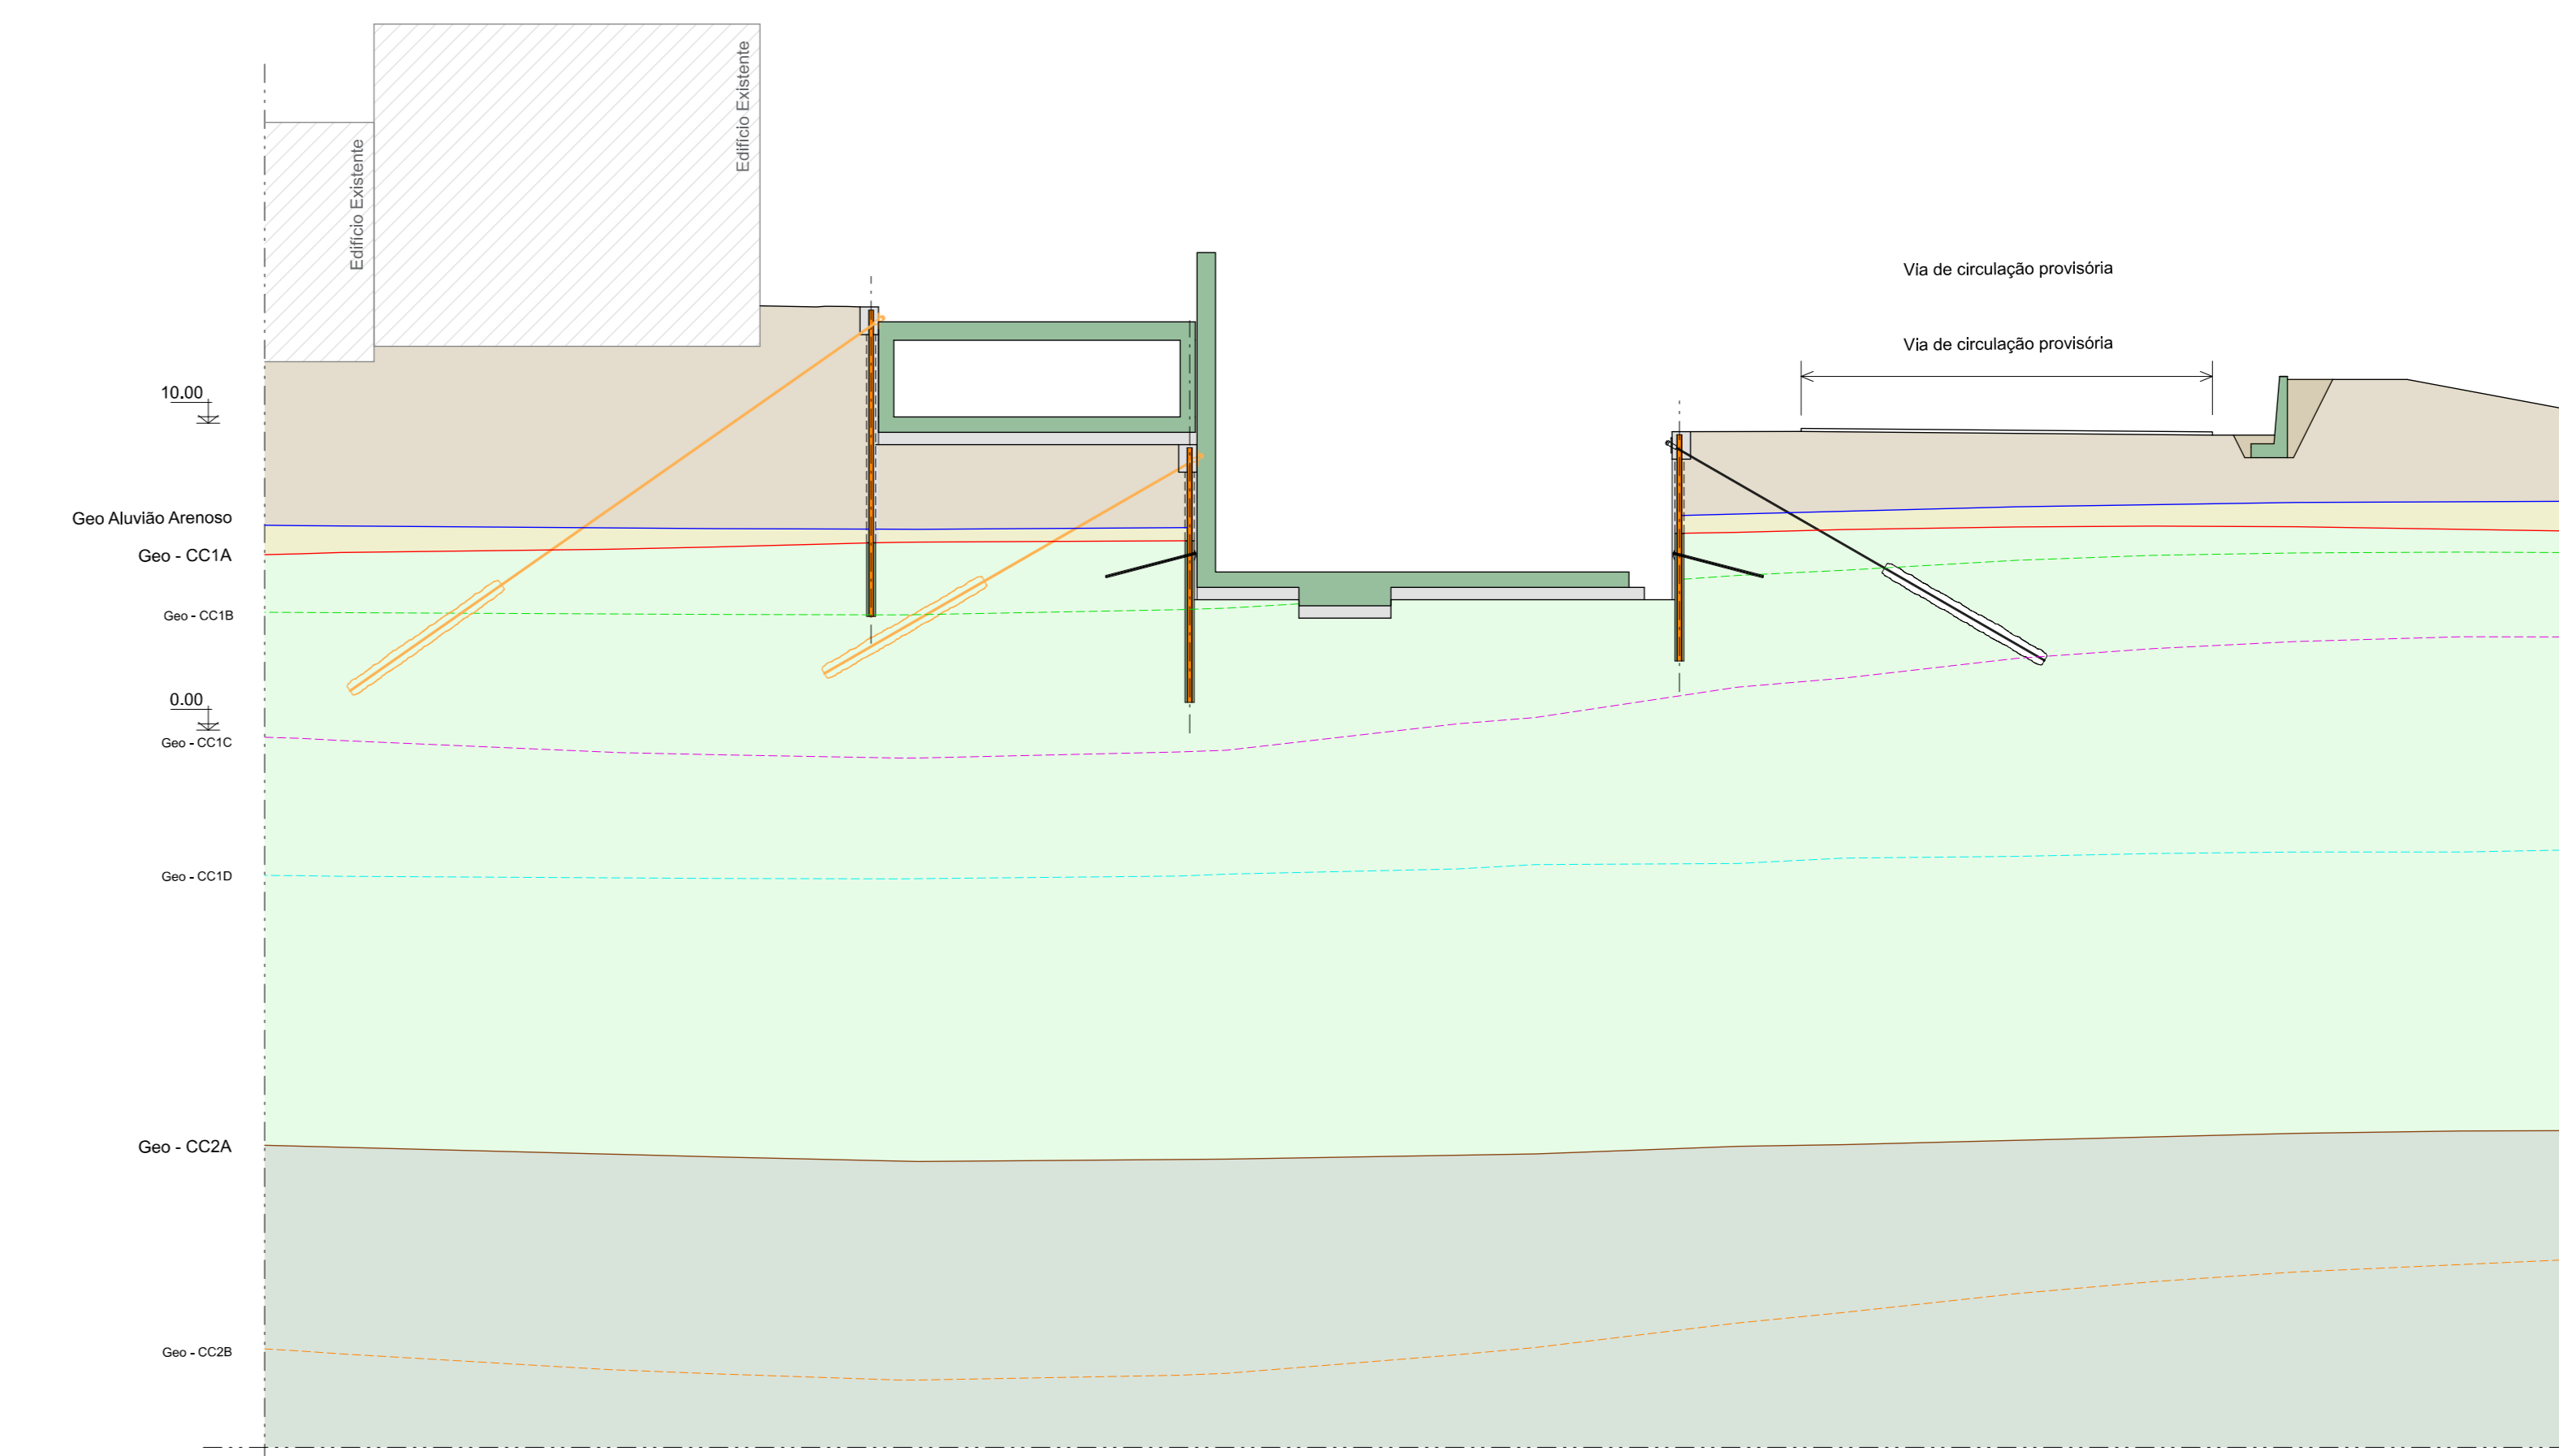 Edifício Existente
Edifício Existente
Via de circulação provisória
Via de circulação provisória
10.00
Geo Aluvião Arenoso
Geo - CC1A
Geo - CC1B
0.00
Geo - CC1C
Geo - CC1D
Geo - CC2A
Geo - CC2B